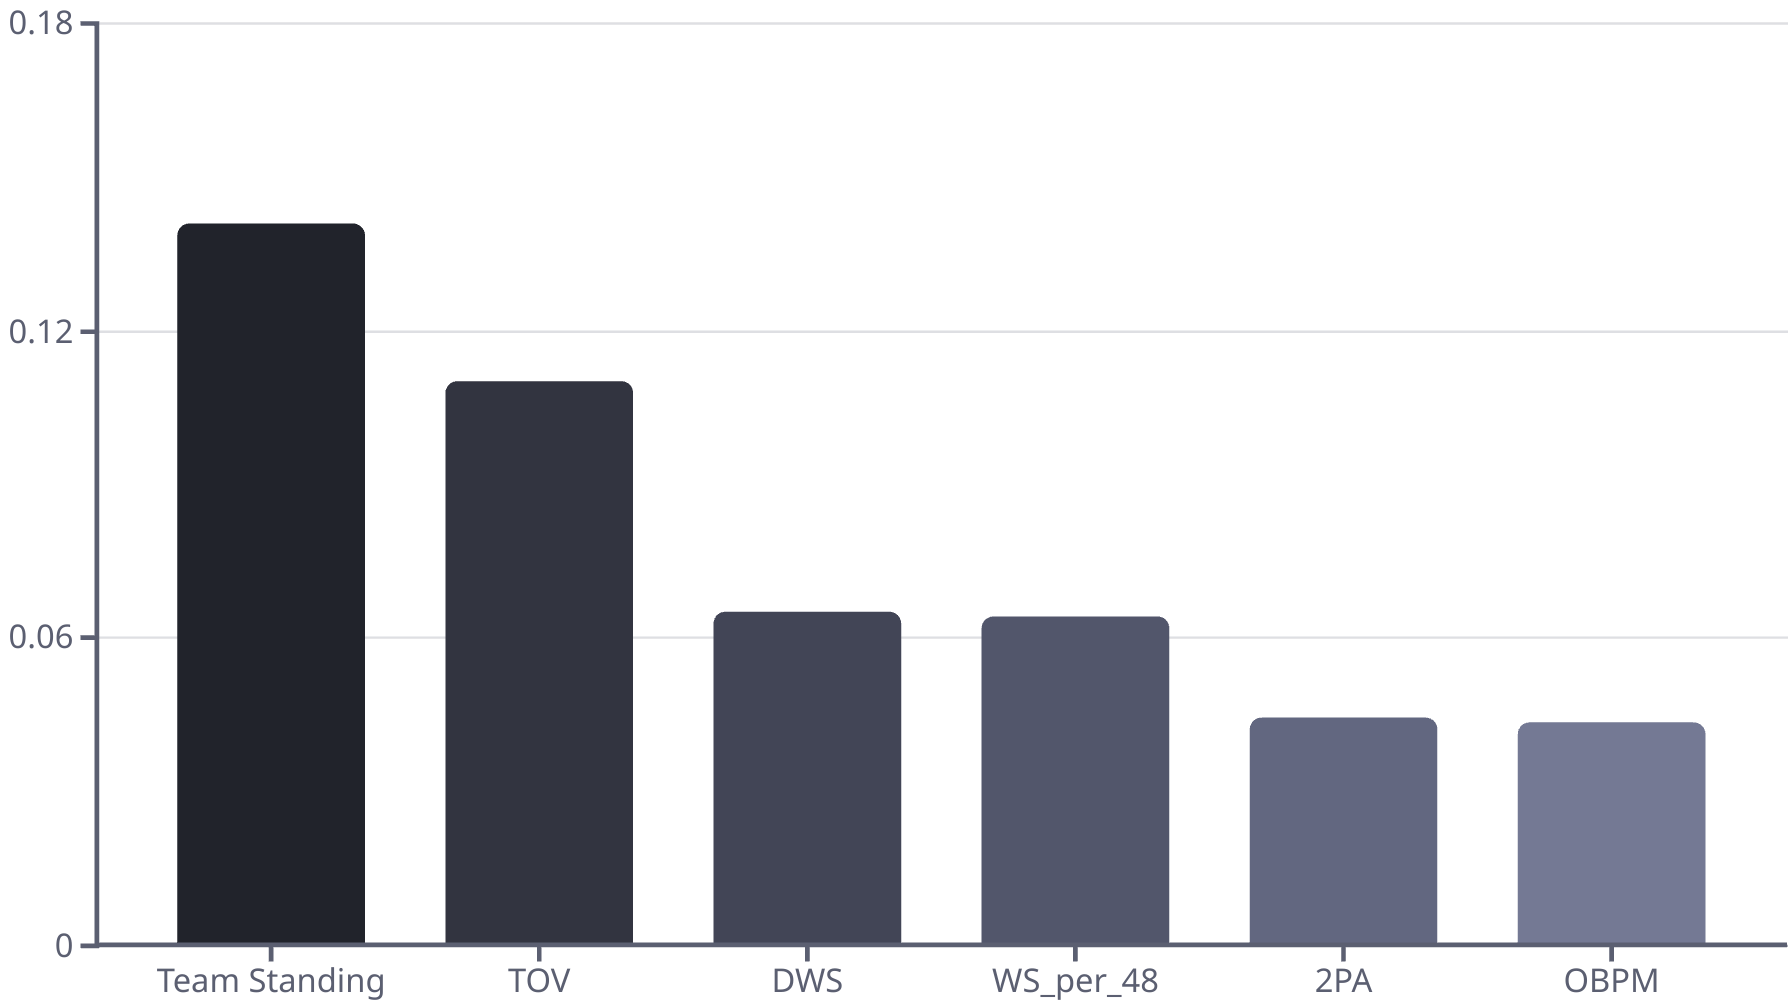 0.18
0.12
0.06
0
Team Standing TOV DWS WS_per_48 2PA OBPM